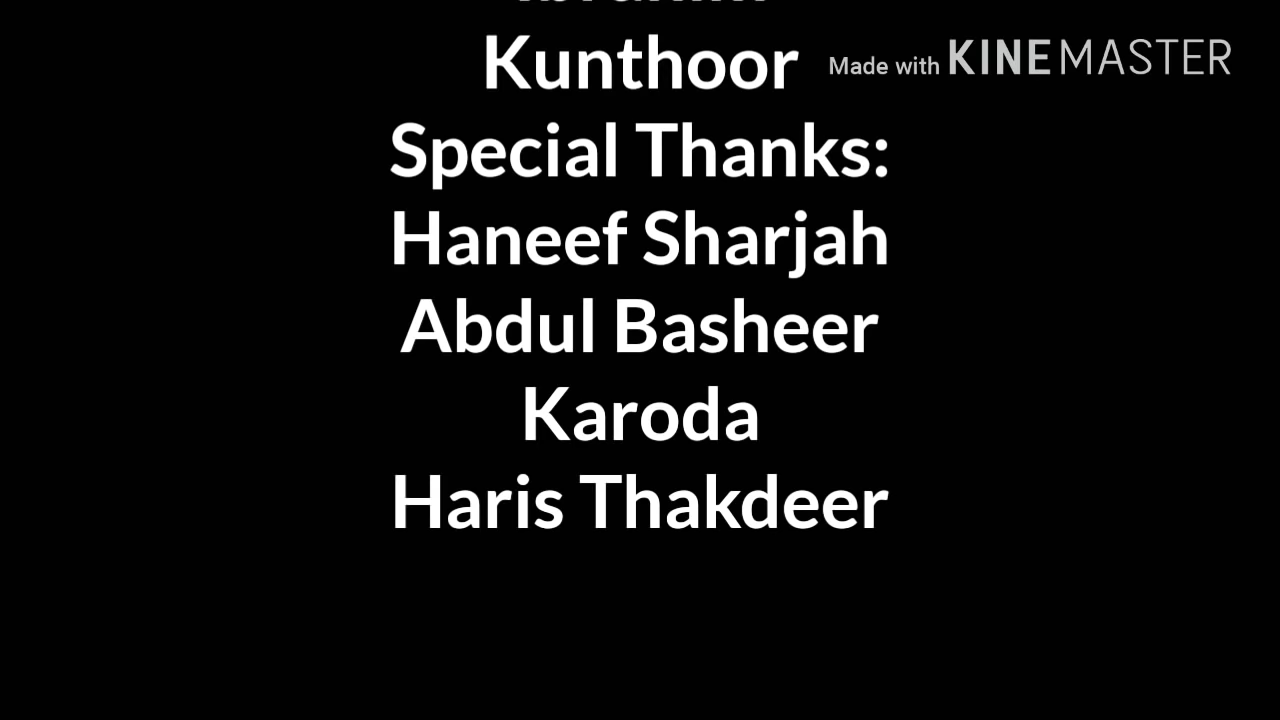 Kunthoor
Made with KINEMASTER
Special Thanks:
Haneef Sharjah
Abdul Basheer
Karoda
Haris Thakdeer